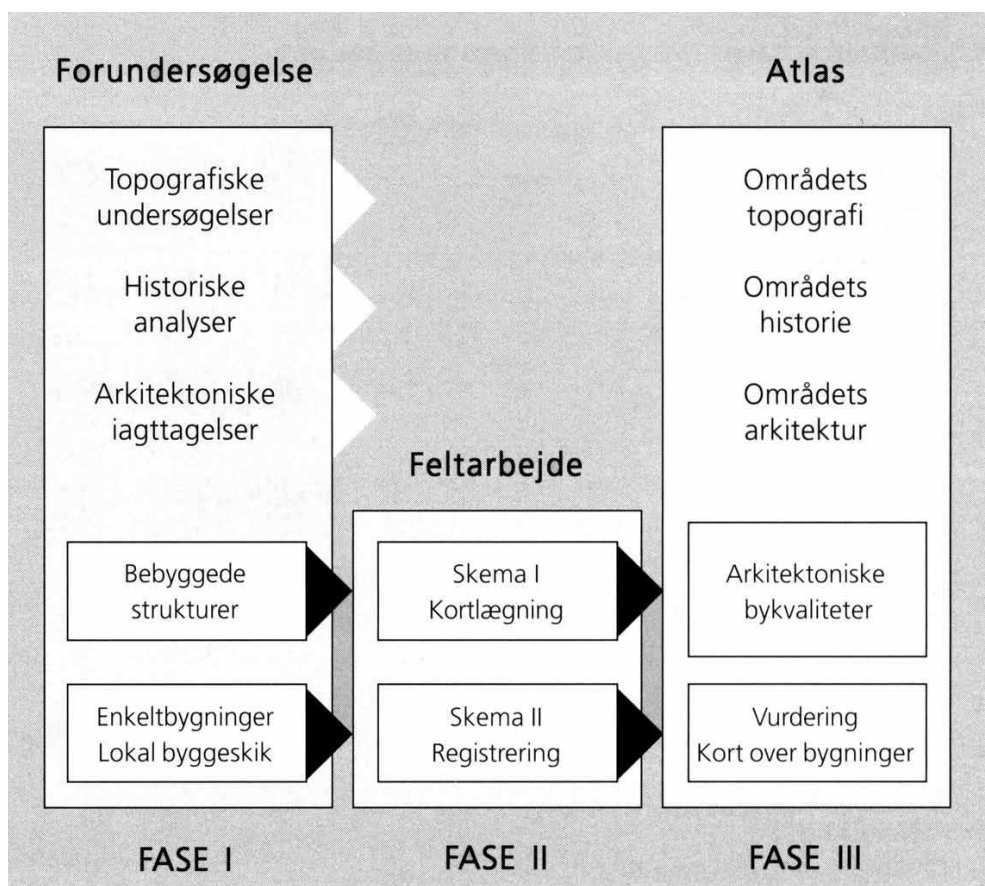 Forundersøgelse
Topografiske
undersøgelser
Historiske
analyser
Arkitektoniske
iagttagelser
Bebyggede
strukturer
Enkeltbygninger
Lokal byggeskik
FASE I
Feltarbejde
Skema I
Kortlægning
Skema II
Registrering
FASE II
Atlas
Områdets
topografi
Områdets
historie
Områdets
arkitektur
Arkitektoniske
bykvaliteter
Vurdering
Kort over bygninger
FASE III